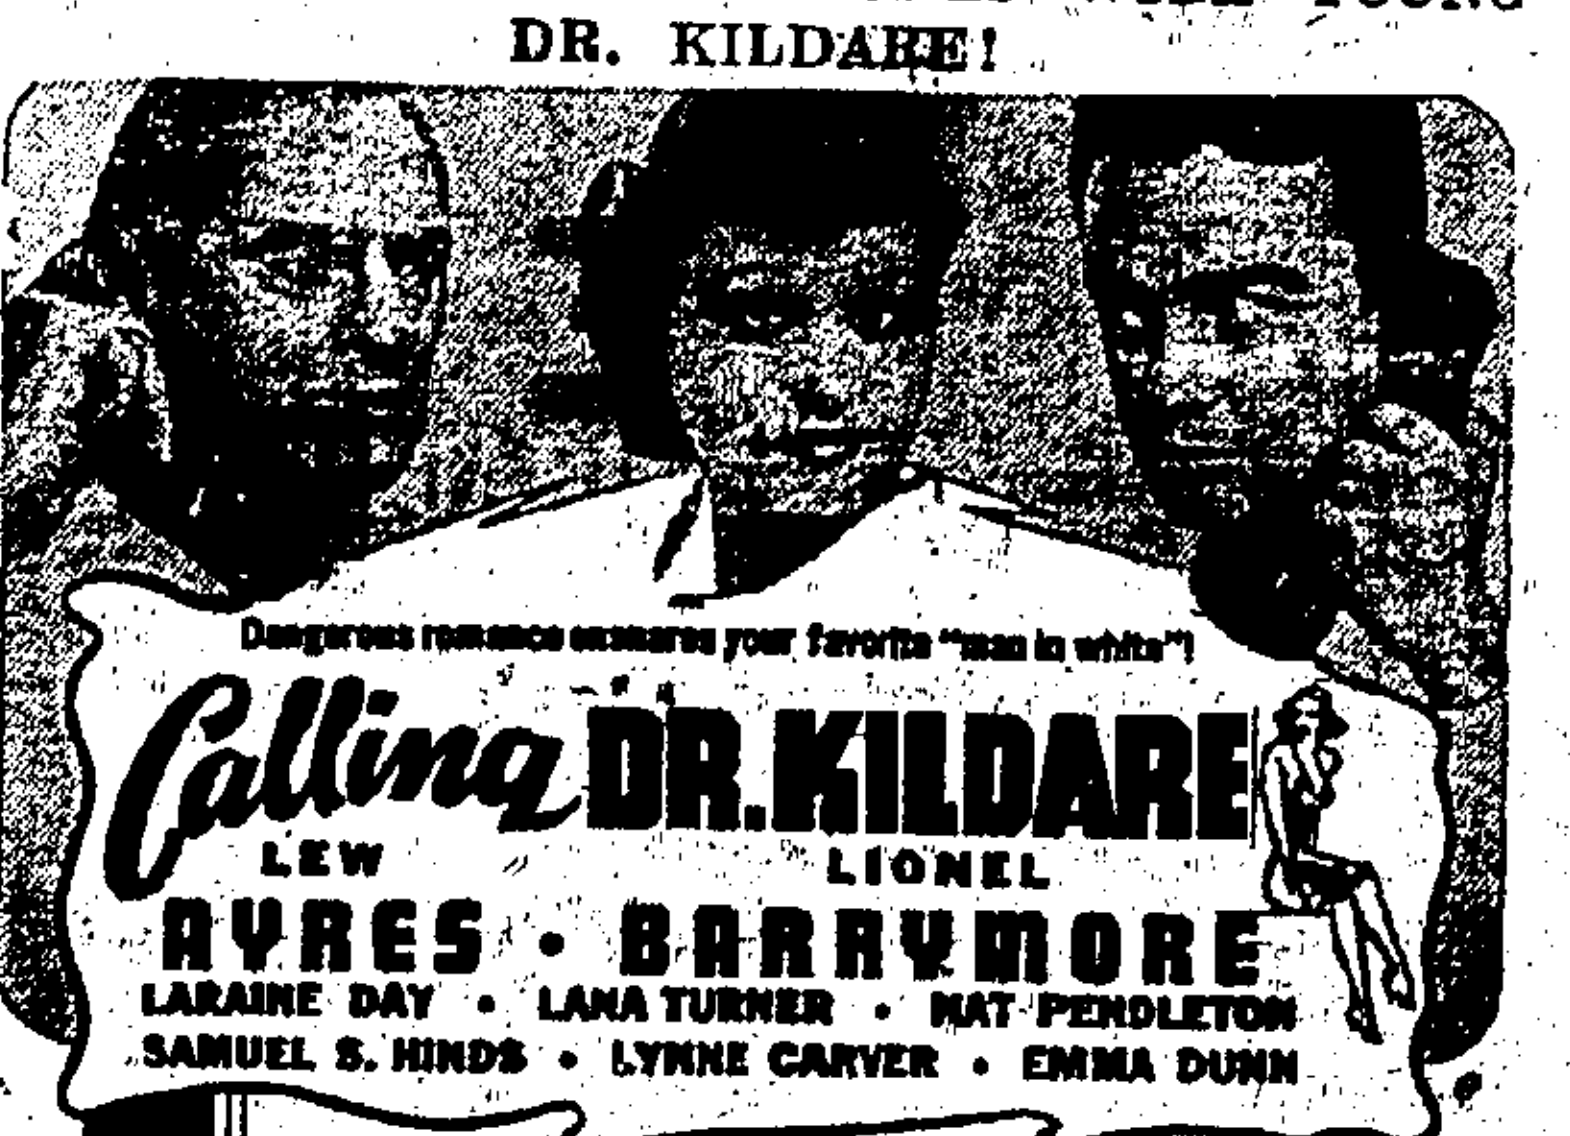 YOUNG
DR. KILDARE!
Dangerous romance ensnares your favorite "man in white"!
Calling DR. KILDARE
LEW LIONEL
AYRES • BARRYMORE
LARAINE DAY • LANA TURNER • NAT PENDLETON
SAMUEL S. HINDS • LYNNE CARVER • EMMA DUNN